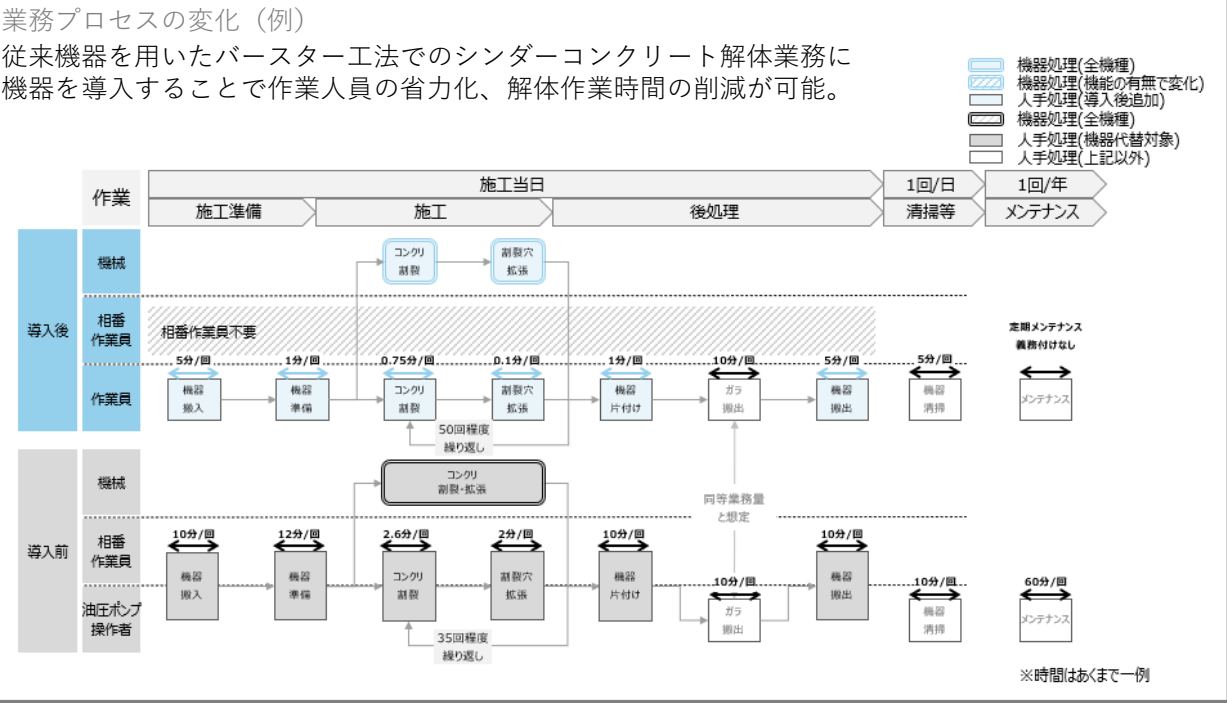 業務プロセスの変化（例）
従来機器を用いたバースター工法でのシンダーコンクリート解体業務に
機器を導入することで作業人員の省力化、解体作業時間の削減が可能。
機器処理(全機種)
機器処理(機能の有無で変化)
人手処理(導入後追加)
機器処理(全機種)
人手処理(機器代替対象)
人手処理(上記以外)
作業
施工当日
1回/日
1回/年
施工準備
施工
後処理
清掃等
メンテナンス
導入後
機械
コンクリ
割裂
割裂穴
拡張
相番
作業員
相番作業員不要
定期メンテナンス
義務付けなし
作業員
5分/回
1分/回
0.75分/回
0.1分/回
1分/回
10分/回
5分/回
5分/回
機器
搬入
機器
準備
コンクリ
割裂
割裂穴
拡張
機器
片付け
ガラ
搬出
機器
搬出
機器
清掃
メンテナンス
50回程度
繰り返し
導入前
機械
コンクリ
割裂・拡張
同等業務量
と想定
相番
作業員
油圧ポンプ
操作者
10分/回
12分/回
2.6分/回
2分/回
10分/回
10分/回
10分/回
10分/回
60分/回
機器
搬入
機器
準備
コンクリ
割裂
割裂穴
拡張
機器
片付け
ガラ
搬出
機器
搬出
機器
清掃
メンテナンス
35回程度
繰り返し
※時間はあくまで一例